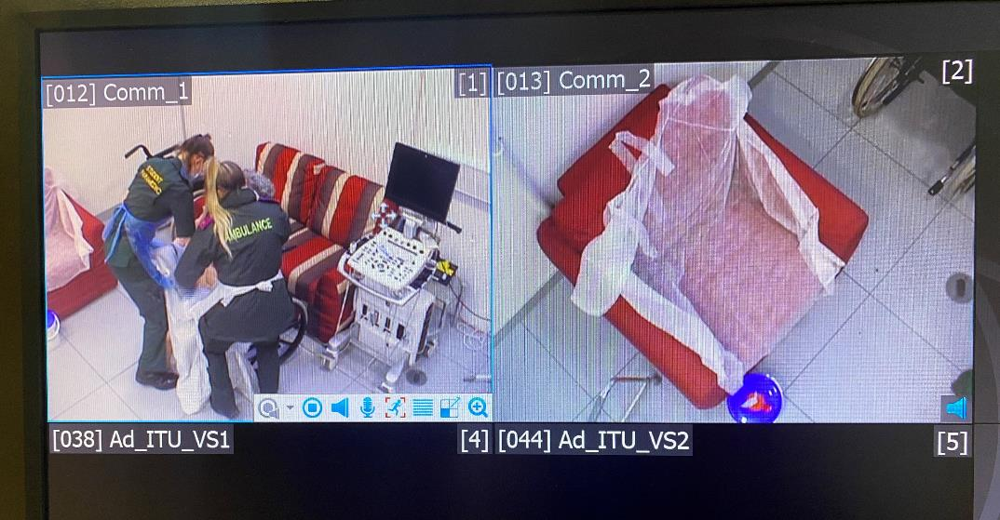 [012] Comm_1
[1]
[013] Comm_2
[2]
STUDENT
PARAMEDIC
AMBULANCE
[038] Ad_ITU_VS1
[4]
[044] Ad_ITU_VS2
[5]